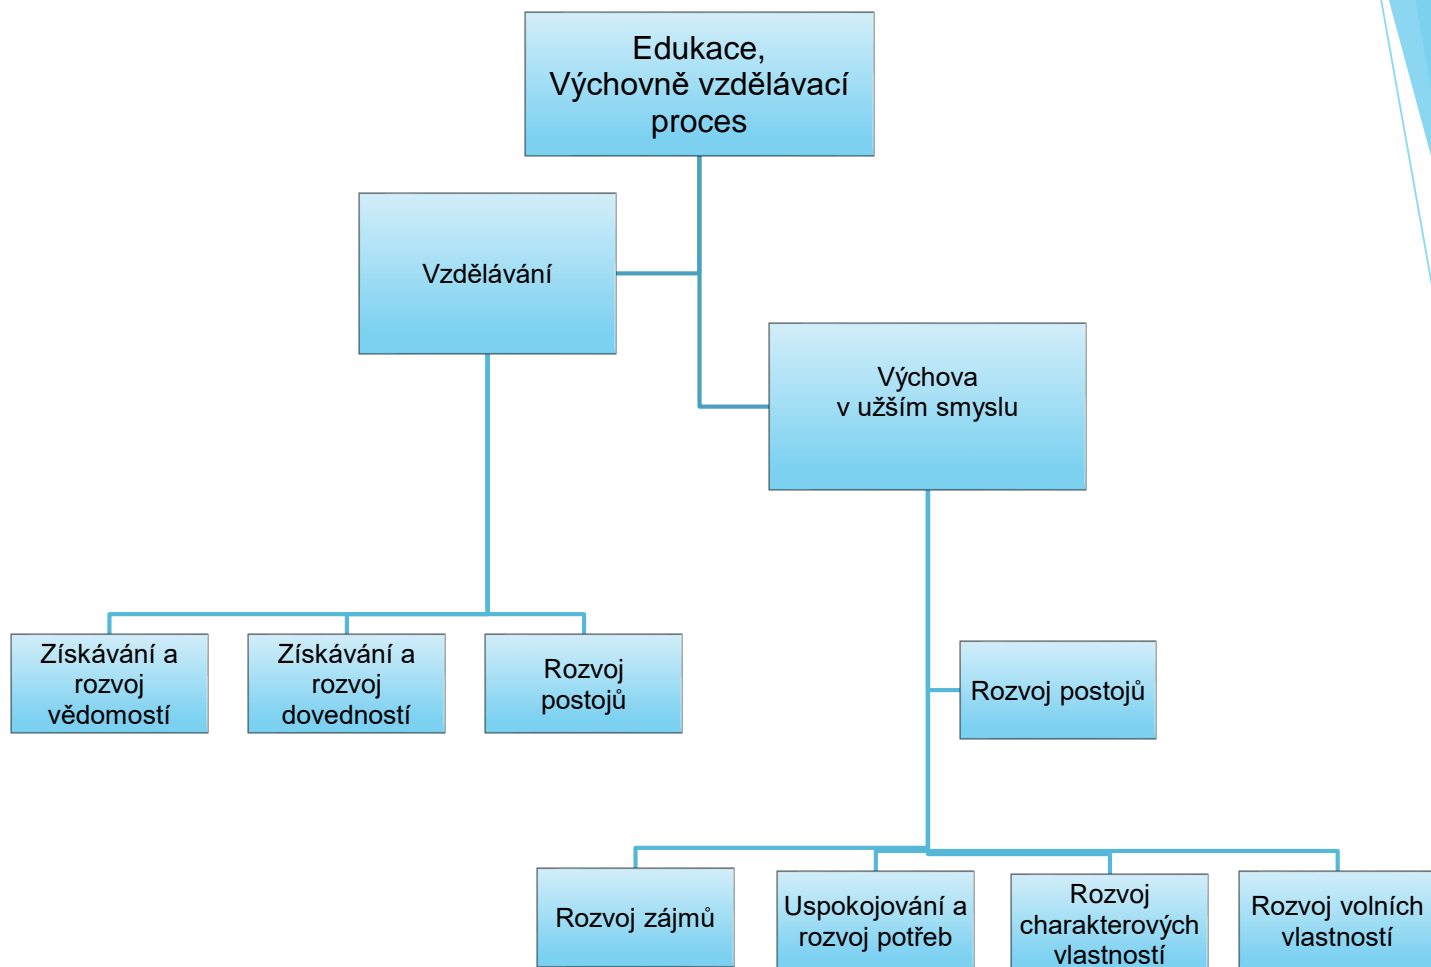 Edukace,
Výchovně vzdělávací
proces
Vzdělávání
Výchova
v užším smyslu
Získávání a
rozvoj
vědomostí
Získávání a
rozvoj
dovedností
Rozvoj
postojů
Rozvoj postojů
Rozvoj zájmů
Uspokojování a
rozvoj potřeb
Rozvoj
charakterových
vlastností
Rozvoj volních
vlastností